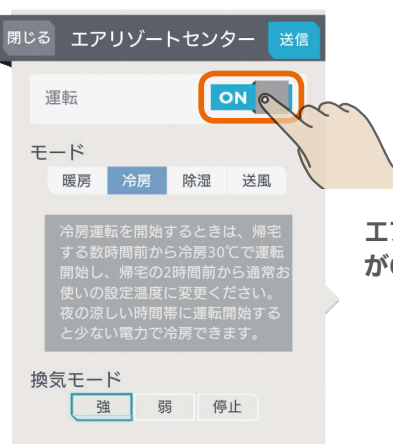 閉じる エアリゾートセンター 送信
運転 ON
モード
暖房 冷房 除湿 送風
冷房運転を開始するときは、帰宅
する数時間前から冷房30℃で運転
開始し、帰宅の2時間前から通常お
使いの設定温度に変更ください。
夜の涼しい時間帯に運転開始する
と少ない電力で冷房できます。
換気モード
強 弱 停止
エア
が